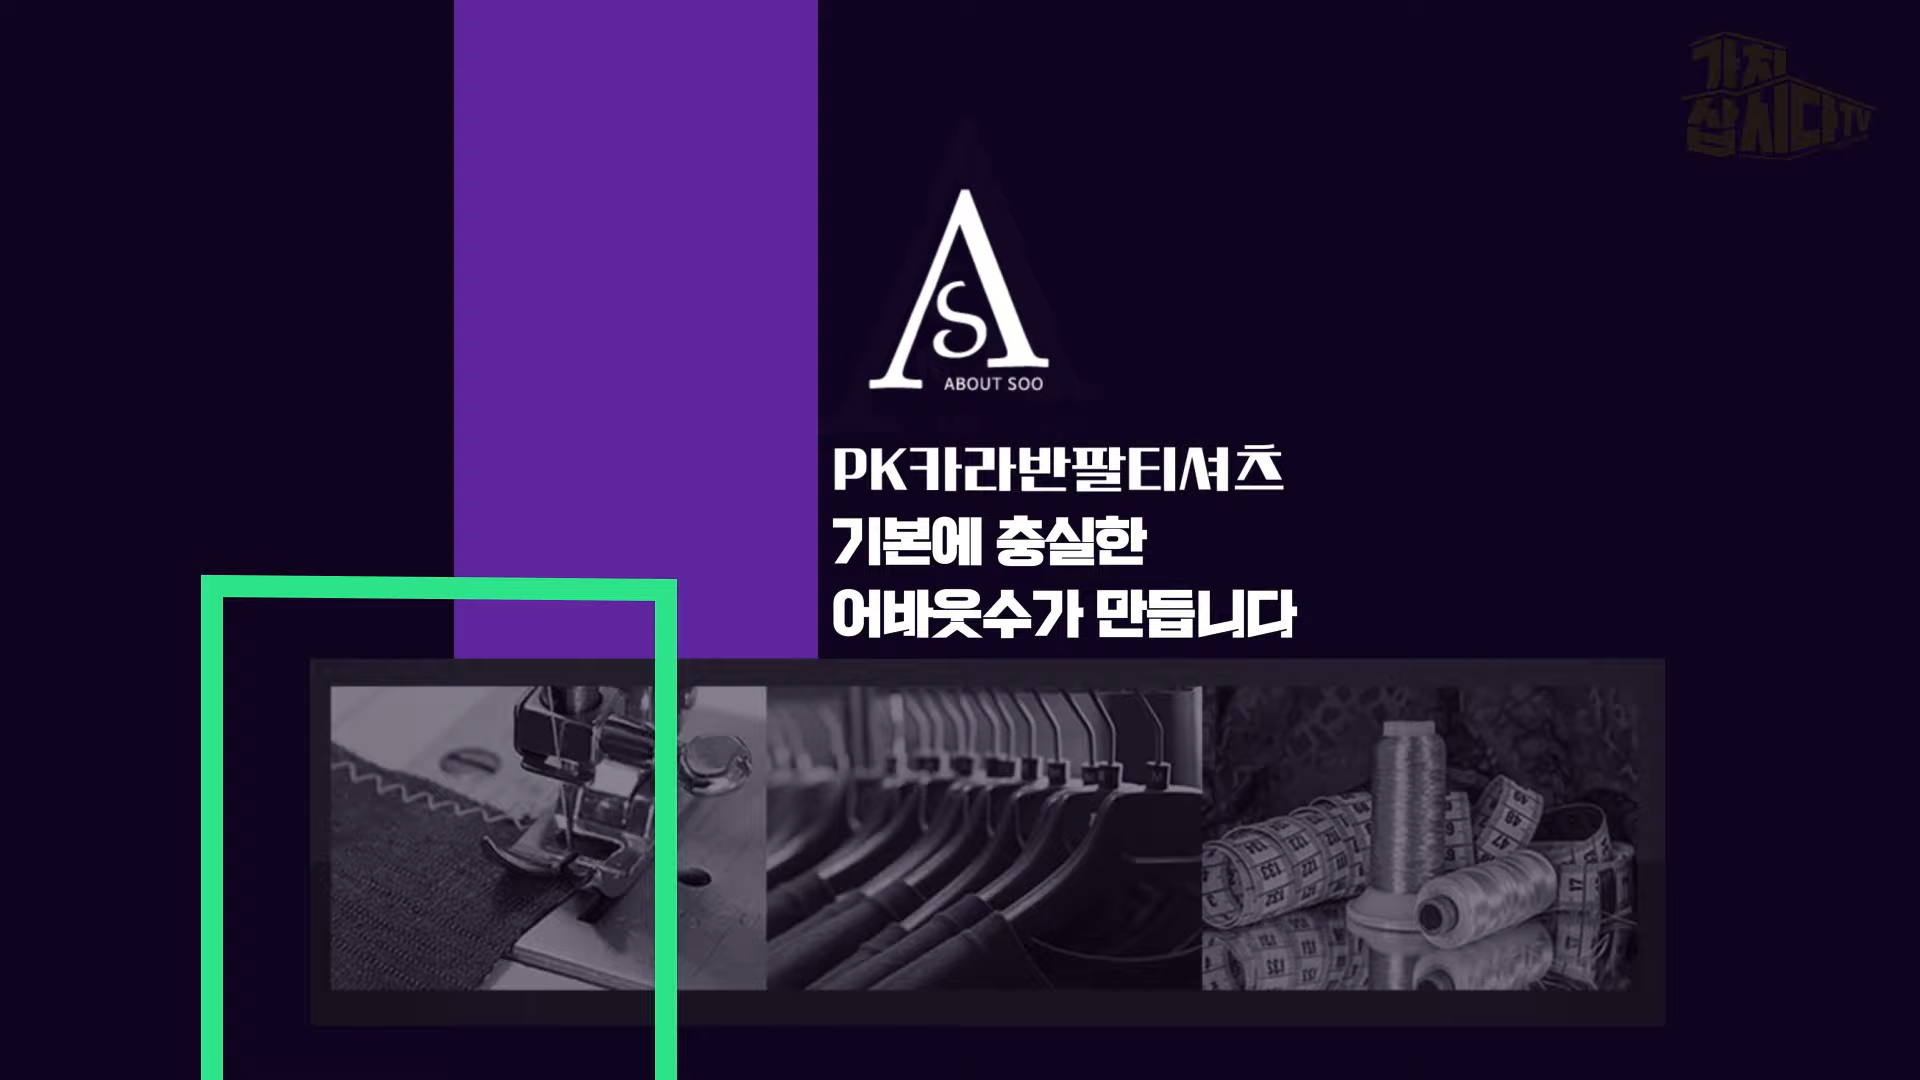 가치
삽시다TV
AS
ABOUT SOO
PK카라반팔티셔츠
기본에 충실한
어바웃수가 만듭니다